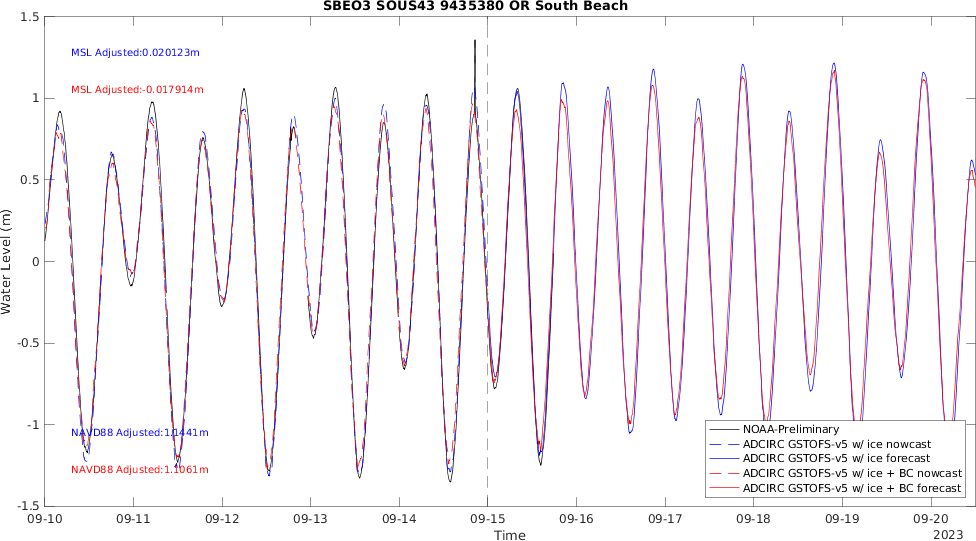 SBEO3 SOUS43 9435380 OR South Beach
1.5
1
0.5
0
-0.5
-1
-1.5
Water Level (m)
MSL Adjusted:0.020123m
MSL Adjusted:-0.017914m
NAVD88 Adjusted:1.1441m
NAVD88 Adjusted:1.1061m
NOAA-Preliminary
ADCIRC GSTOFS-v5 w/ ice nowcast
ADCIRC GSTOFS-v5 w/ ice forecast
ADCIRC GSTOFS-v5 w/ ice + BC nowcast
ADCIRC GSTOFS-v5 w/ ice + BC forecast
09-10 09-11 09-12 09-13 09-14 09-15 09-16 09-17 09-18 09-19 09-20
Time
2023